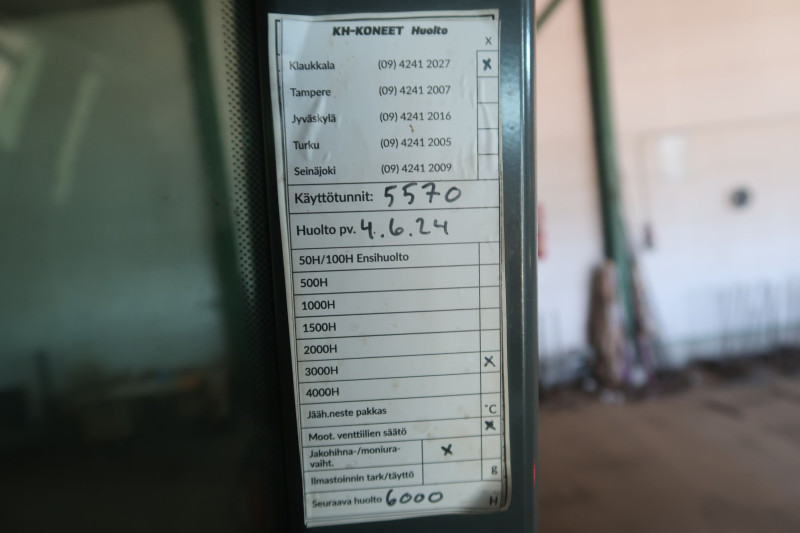 KH-KONEET Huolto
X
Klaukkala (09) 4241 2027 X
Tampere (09) 4241 2007
Jyväskylä (09) 4241 2016
Turku (09) 4241 2005
Seinäjoki (09) 4241 2009
Käyttötunnit: 5570
Huolto pv. 4.6.24
50H/100H Ensihuolto
500H
1000H
1500H
2000H
3000H X
4000H
Jääh.neste pakkas °C
Moot. venttiilien säätö X
Jakohihna-/moniura-
vaiht. X
Ilmastoinnin tark/täyttö g
Seuraava huolto 6000 H